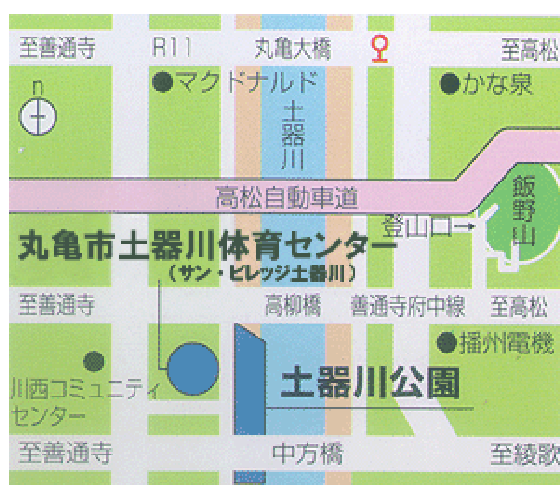 至善通寺 R11 丸亀大橋 至高松
n
●マクドナルド ●かな泉
土器川
高松自動車道
飯野山
登山口→
丸亀市土器川体育センター
(サン・ビレッジ土器川)
至善通寺 高柳橋 善通寺府中線 至高松
●播州電機
川西コミュニティ
センター
土器川公園
至善通寺 中方橋 至綾歌